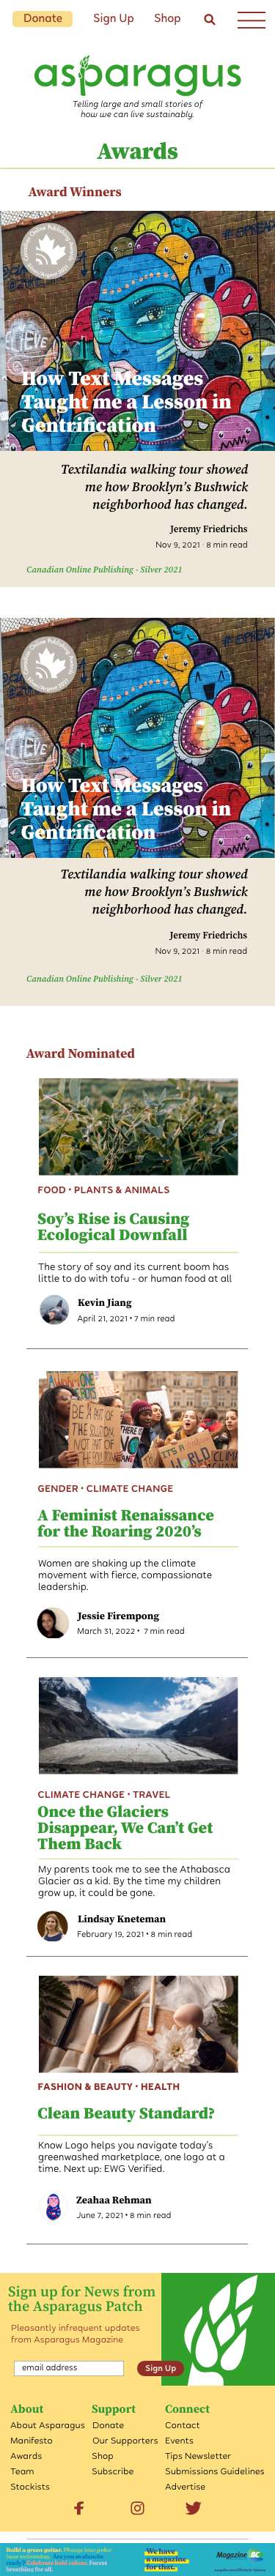 Donate Sign Up Shop
asparagus
Telling large and small stories of
how we can live sustainably.
Awards
Award Winners
How Text Messages
Taught me a Lesson in
Gentrification
Textilandia walking tour showed
me how Brooklyn's Bushwick
neighborhood has changed.
Jeremy Friedrichs
Nov 9, 2021 · 8 min read
Canadian Online Publishing - Silver 2021
How Text Messages
Taught me a Lesson in
Gentrification
Textilandia walking tour showed
me how Brooklyn's Bushwick
neighborhood has changed.
Jeremy Friedrichs
Nov 9, 2021 · 8 min read
Canadian Online Publishing - Silver 2021
Award Nominated
FOOD • PLANTS & ANIMALS
Soy's Rise is Causing
Ecological Downfall
The story of soy and its current boom has
little to do with tofu - or human food at all
Kevin Jiang
April 21, 2021 • 7 min read
GENDER • CLIMATE CHANGE
A Feminist Renaissance
for the Roaring 2020's
Women are shaking up the climate
movement with fierce, compassionate
leadership.
Jessie Firempong
March 31, 2022 • 7 min read
CLIMATE CHANGE • TRAVEL
Once the Glaciers
Disappear, We Can't Get
Them Back
My parents took me to see the Athabasca
Glacier as a kid. By the time my children
grow up, it could be gone.
Lindsay Kneteman
February 19, 2021 • 8 min read
FASHION & BEAUTY • HEALTH
Clean Beauty Standard?
Know Logo helps you navigate today's
greenwashed marketplace, one logo at a
time. Next up: EWG Verified.
Zeahaa Rehman
June 7, 2021 • 8 min read
Sign up for News from
the Asparagus Patch
Pleasantly infrequent updates
from Asparagus Magazine
email address Sign Up
About Support Connect
About Asparagus Donate Contact
Manifesto Our Supporters Events
Awards Shop Tips Newsletter
Team Subscribe Submissions Guidelines
Stockists Advertise
We have
a magazine
for that.
Magazine BC